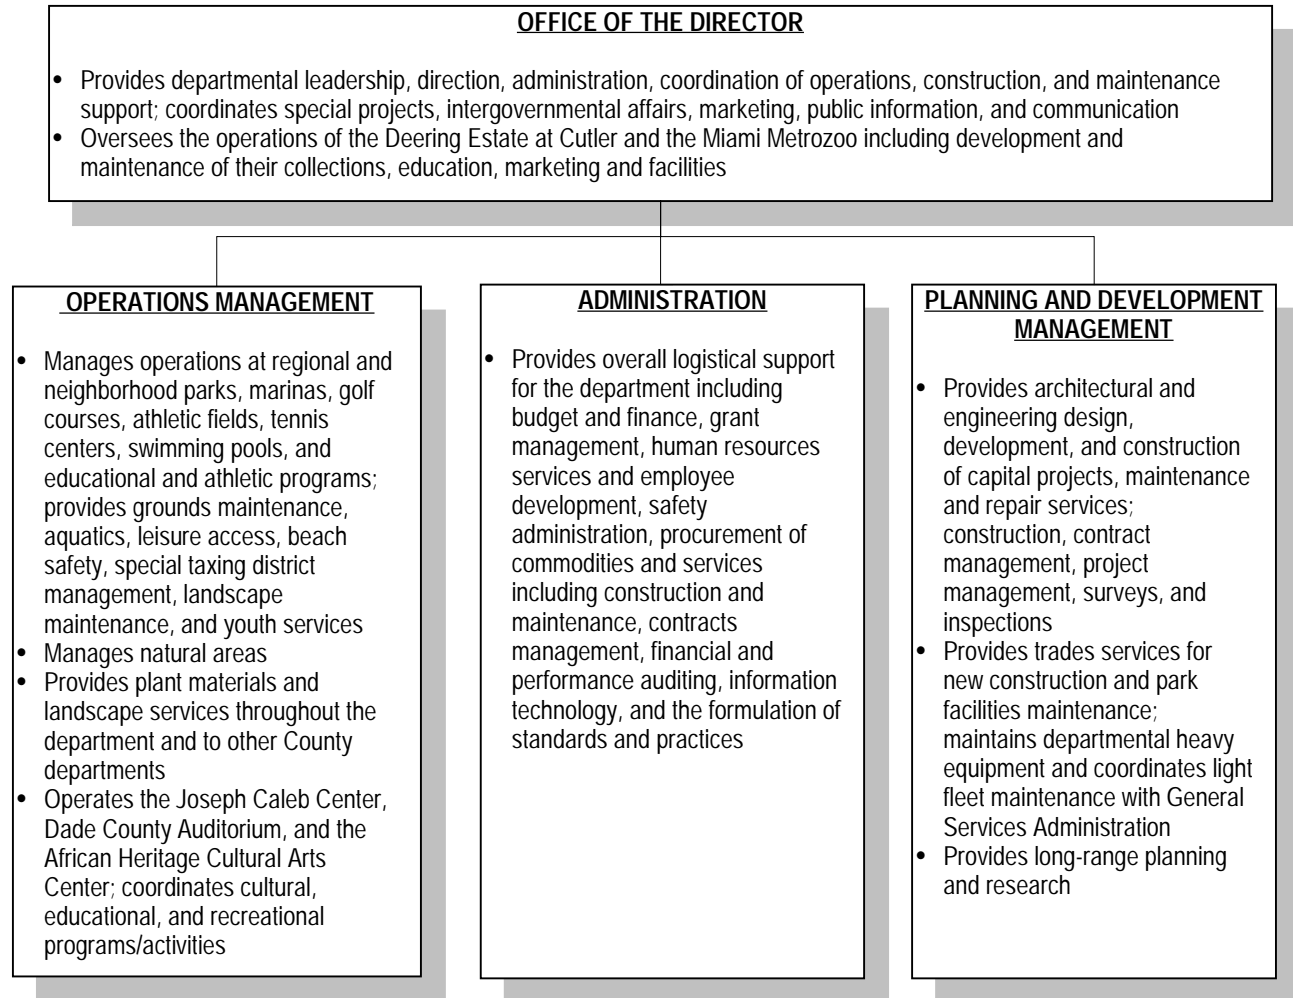 OFFICE OF THE DIRECTOR
• Provides departmental leadership, direction, administration, coordination of operations, construction, and maintenance
support; coordinates special projects, intergovernmental affairs, marketing, public information, and communication
• Oversees the operations of the Deering Estate at Cutler and the Miami Metrozoo including development and
maintenance of their collections, education, marketing and facilities
OPERATIONS MANAGEMENT
• Manages operations at regional and
neighborhood parks, marinas, golf
courses, athletic fields, tennis
centers, swimming pools, and
educational and athletic programs;
provides grounds maintenance,
aquatics, leisure access, beach
safety, special taxing district
management, landscape
maintenance, and youth services
• Manages natural areas
• Provides plant materials and
landscape services throughout the
department and to other County
departments
• Operates the Joseph Caleb Center,
Dade County Auditorium, and the
African Heritage Cultural Arts
Center; coordinates cultural,
educational, and recreational
programs/activities
ADMINISTRATION
• Provides overall logistical support
for the department including
budget and finance, grant
management, human resources
services and employee
development, safety
administration, procurement of
commodities and services
including construction and
maintenance, contracts
management, financial and
performance auditing, information
technology, and the formulation of
standards and practices
PLANNING AND DEVELOPMENT
MANAGEMENT
• Provides architectural and
engineering design,
development, and construction
of capital projects, maintenance
and repair services;
construction, contract
management, project
management, surveys, and
inspections
• Provides trades services for
new construction and park
facilities maintenance;
maintains departmental heavy
equipment and coordinates light
fleet maintenance with General
Services Administration
• Provides long-range planning
and research